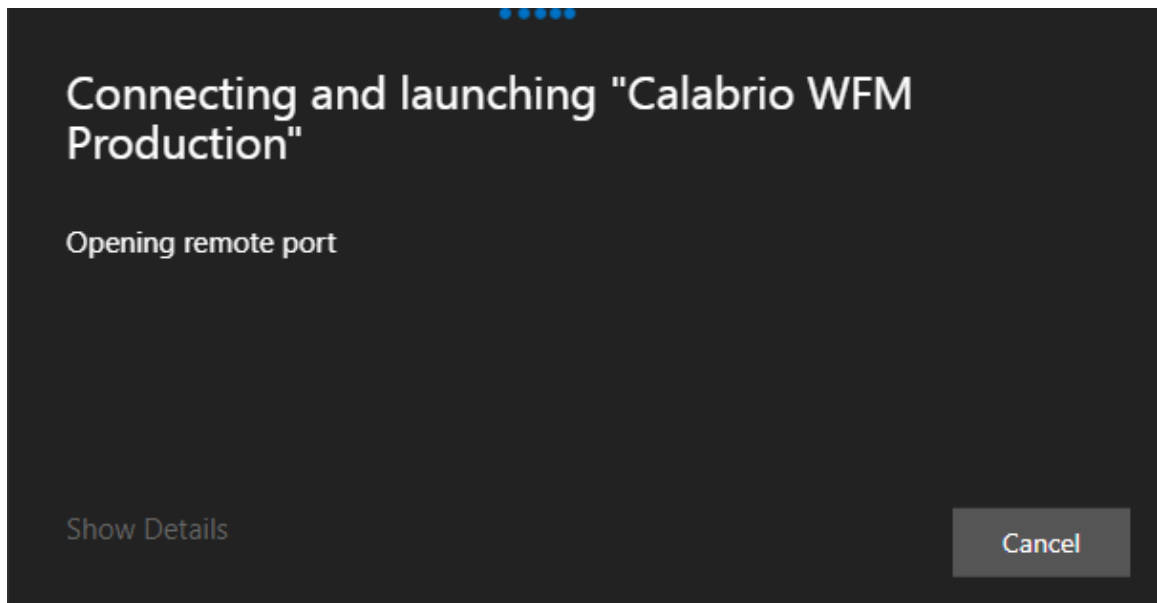 Connecting and launching "Calabrio WFM
Production"
Opening remote port
Show Details
Cancel